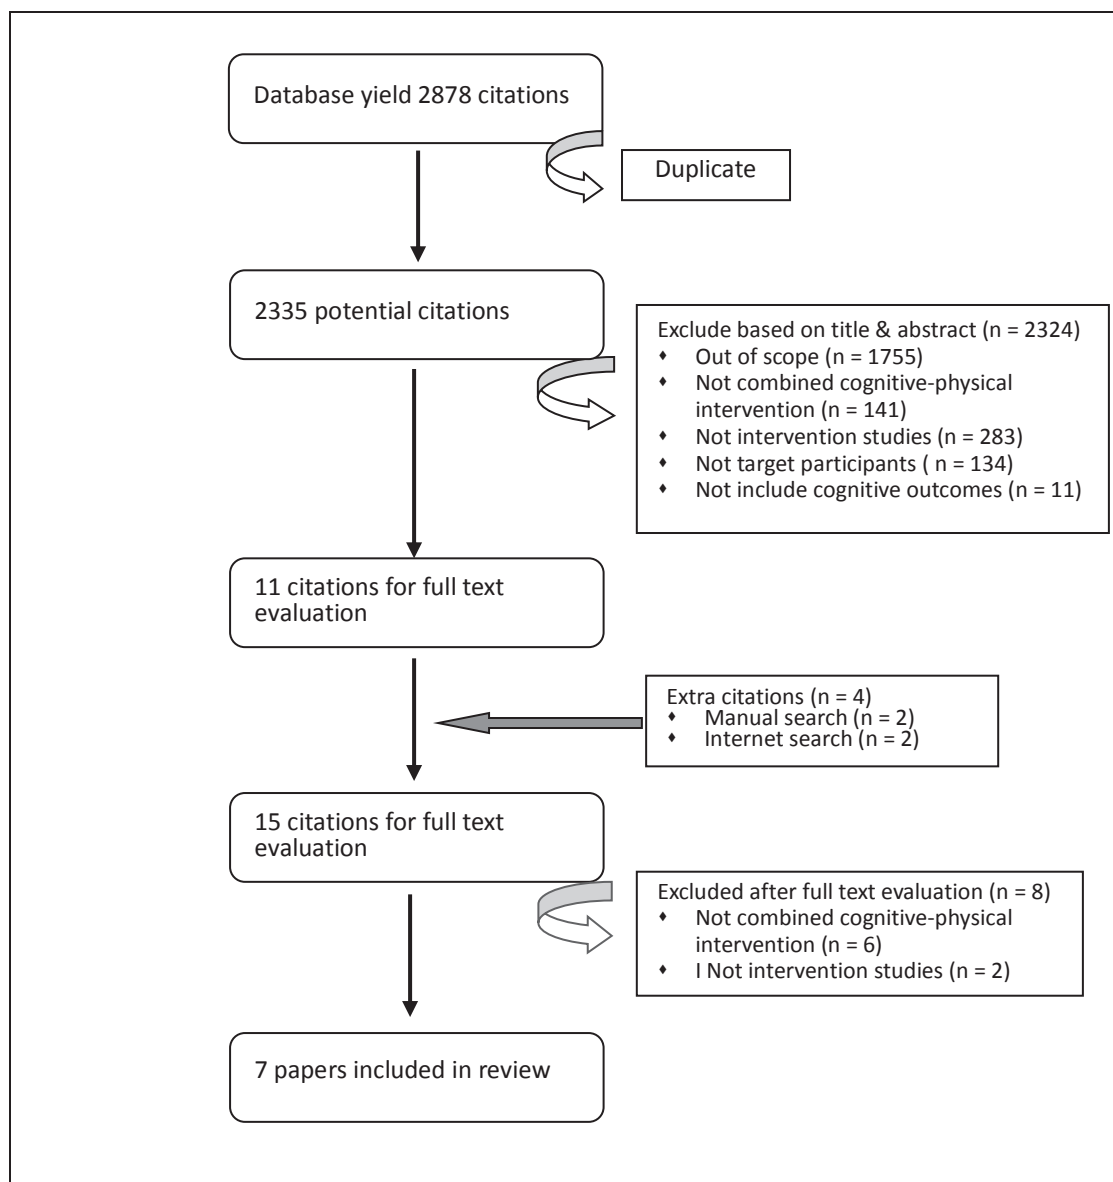 Database yield 2878 citations
Duplicate
2335 potential citations
Exclude based on title & abstract (n = 2324)
♦ Out of scope (n = 1755)
♦ Not combined cognitive-physical
intervention (n = 141)
♦ Not intervention studies (n = 283)
♦ Not target participants ( n = 134)
♦ Not include cognitive outcomes (n = 11)
11 citations for full text
evaluation
Extra citations (n = 4)
♦ Manual search (n = 2)
♦ Internet search (n = 2)
15 citations for full text
evaluation
Excluded after full text evaluation (n = 8)
♦ Not combined cognitive-physical
intervention (n = 6)
♦ I Not intervention studies (n = 2)
7 papers included in review